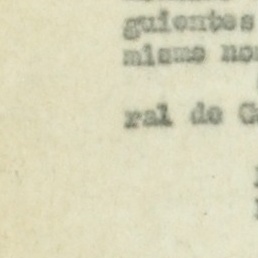 guientes
mismo no
ral de G